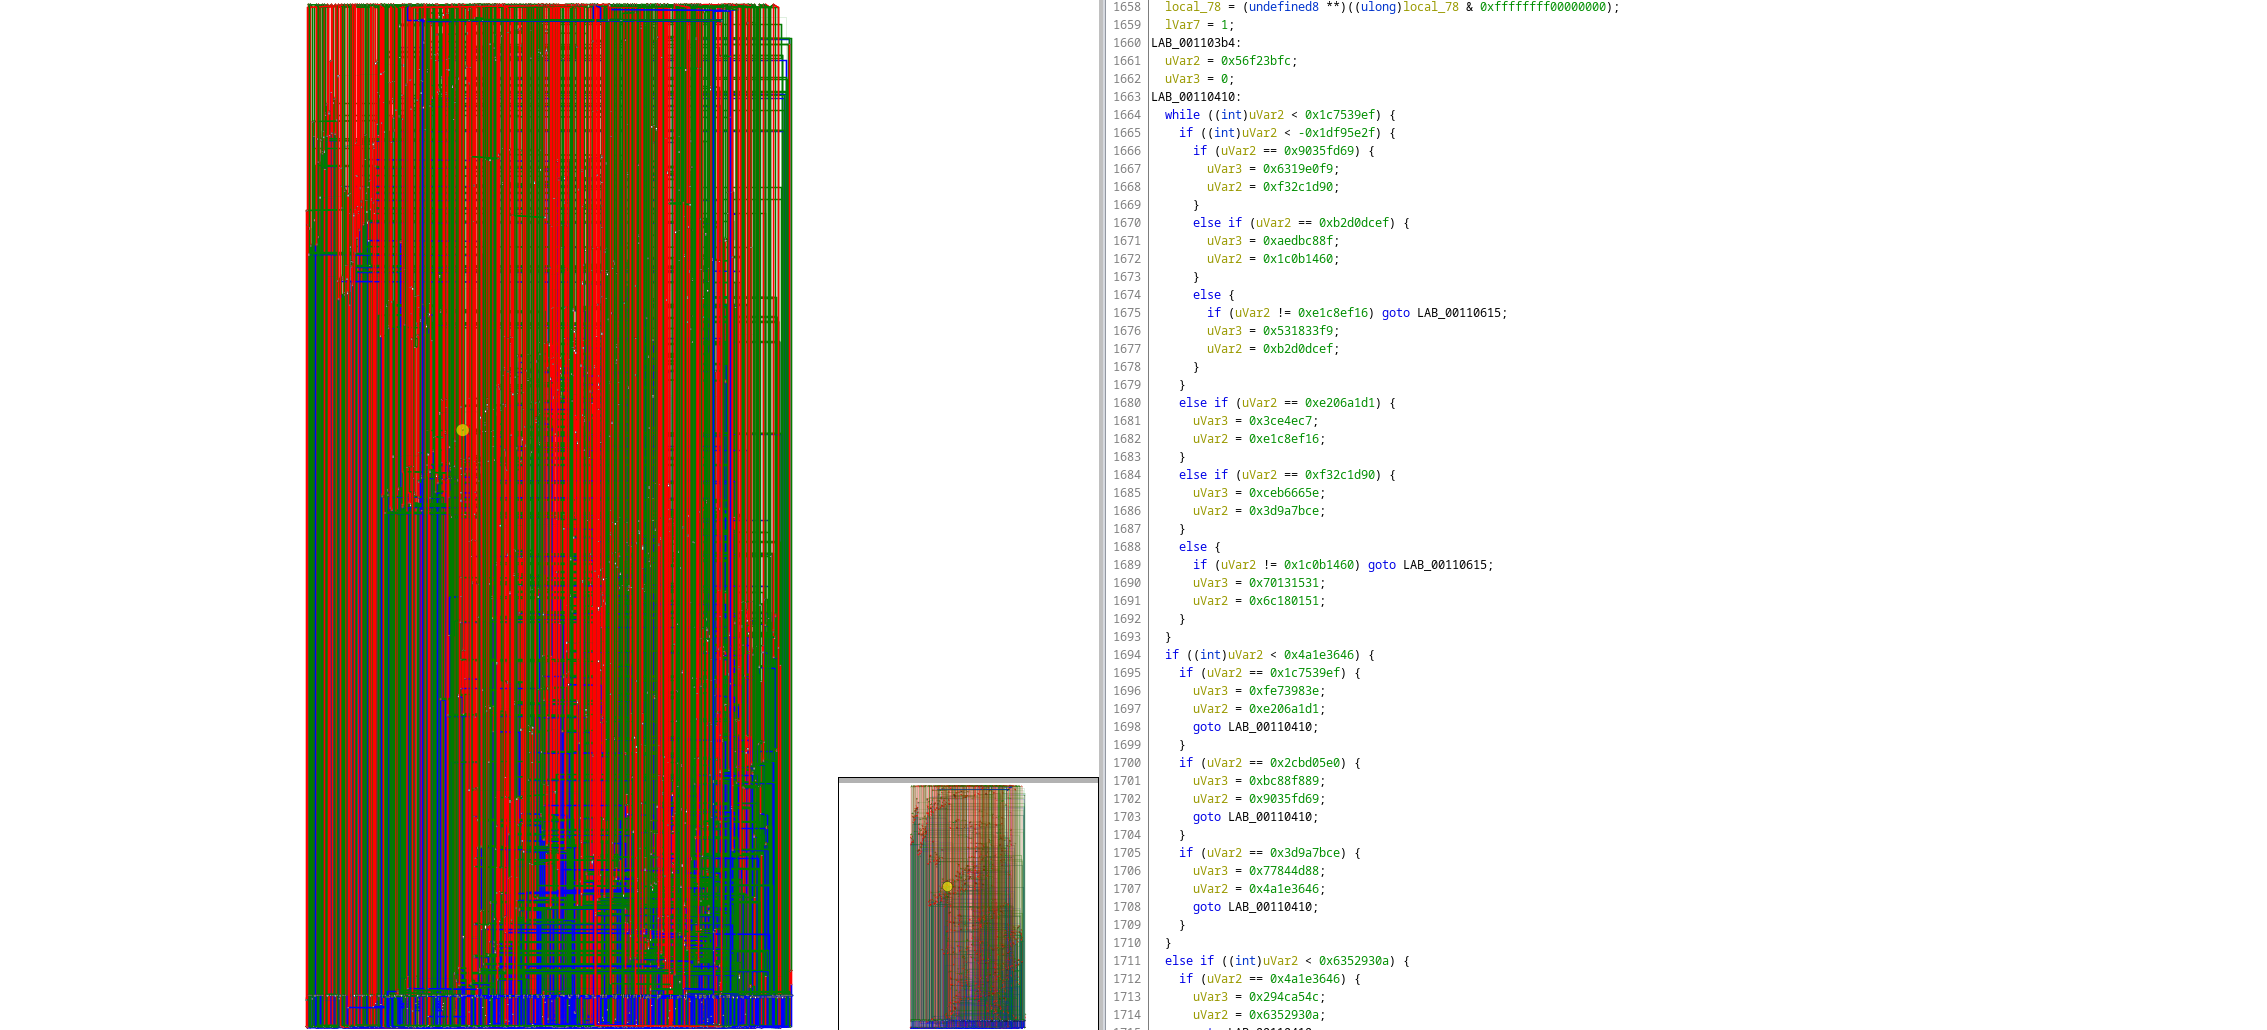 1658 local_78 = (undefined8 **)((ulong)local_78 & 0xffffffff00000000);
1659 lVar7 = 1;
1660 LAB_001103b4:
1661 uVar2 = 0x56f23bfc;
1662 uVar3 = 0;
1663 LAB_00110410:
1664 while ((int)uVar2 < 0x1c7539ef) {
1665 if ((int)uVar2 < -0x1df95e2f) {
1666 if (uVar2 == 0x9035fd69) {
1667 uVar3 = 0x6319e0f9;
1668 uVar2 = 0xf32c1d90;
1669 }
1670 else if (uVar2 == 0xb2d0dcef) {
1671 uVar3 = 0xaedbc88f;
1672 uVar2 = 0x1c0b1460;
1673 }
1674 else {
1675 if (uVar2 != 0xe1c8ef16) goto LAB_00110615;
1676 uVar3 = 0x531833f9;
1677 uVar2 = 0xb2d0dcef;
1678 }
1679 }
1680 else if (uVar2 == 0xe206a1d1) {
1681 uVar3 = 0x3ce4ec7;
1682 uVar2 = 0xe1c8ef16;
1683 }
1684 else if (uVar2 == 0xf32c1d90) {
1685 uVar3 = 0xceb6665e;
1686 uVar2 = 0x3d9a7bce;
1687 }
1688 else {
1689 if (uVar2 != 0x1c0b1460) goto LAB_00110615;
1690 uVar3 = 0x70131531;
1691 uVar2 = 0x6c180151;
1692 }
1693 }
1694 if ((int)uVar2 < 0x4a1e3646) {
1695 if (uVar2 == 0x1c7539ef) {
1696 uVar3 = 0xfe73983e;
1697 uVar2 = 0xe206a1d1;
1698 goto LAB_00110410;
1699 }
1700 if (uVar2 == 0x2cbd05e0) {
1701 uVar3 = 0xbc88f889;
1702 uVar2 = 0x9035fd69;
1703 goto LAB_00110410;
1704 }
1705 if (uVar2 == 0x3d9a7bce) {
1706 uVar3 = 0x77844d88;
1707 uVar2 = 0x4a1e3646;
1708 goto LAB_00110410;
1709 }
1710 }
1711 else if ((int)uVar2 < 0x6352930a) {
1712 if (uVar2 == 0x4a1e3646) {
1713 uVar3 = 0x294ca54c;
1714 uVar2 = 0x6352930a;